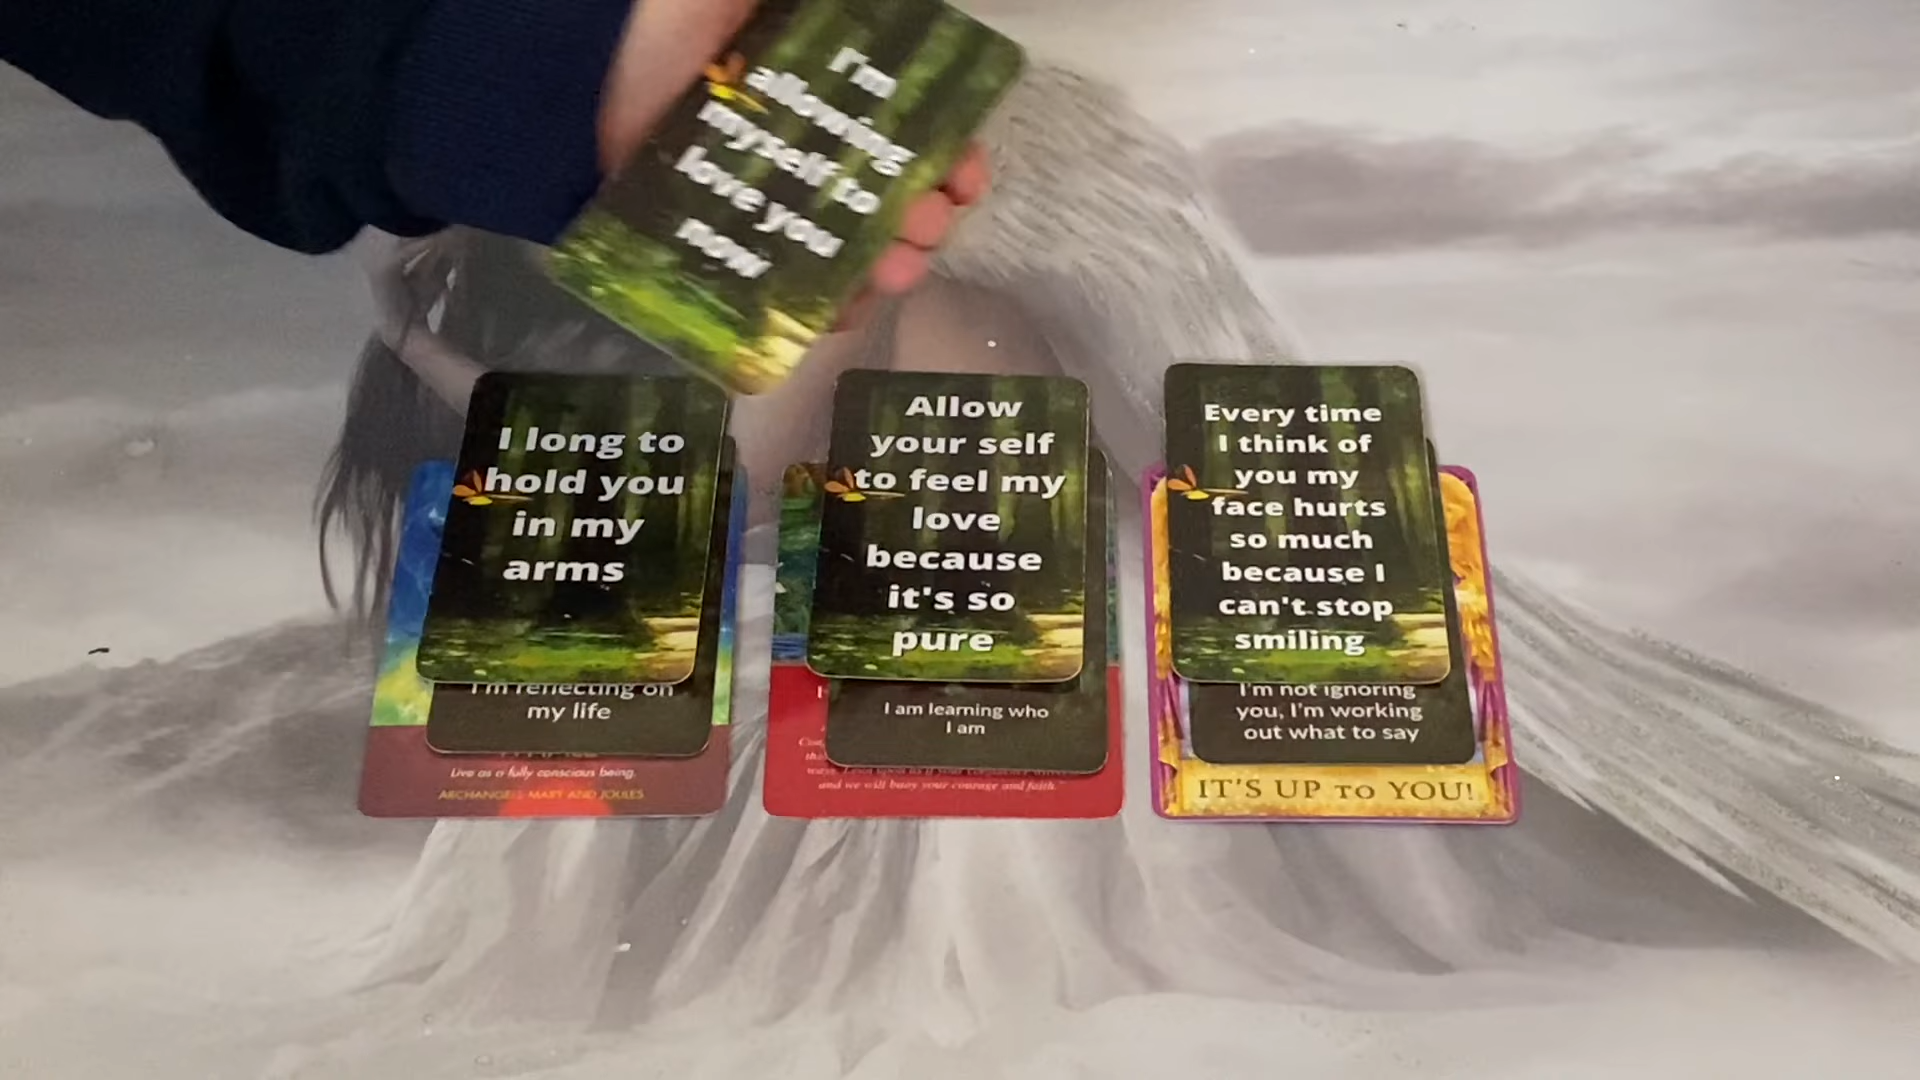 I'm
allowing
myself to
love you
now
I long to
hold you
in my
arms
I'm reflecting on
my life
Live as a fully conscious being.
ARCHANGELS MARY AND JOULES
Allow
your self
to feel my
love
because
it's so
pure
I am learning who
I am
and we will buoy your courage and faith."
Every time
I think of
you my
face hurts
so much
because I
can't stop
smiling
I'm not ignoring
you, I'm working
out what to say
IT'S UP TO YOU!